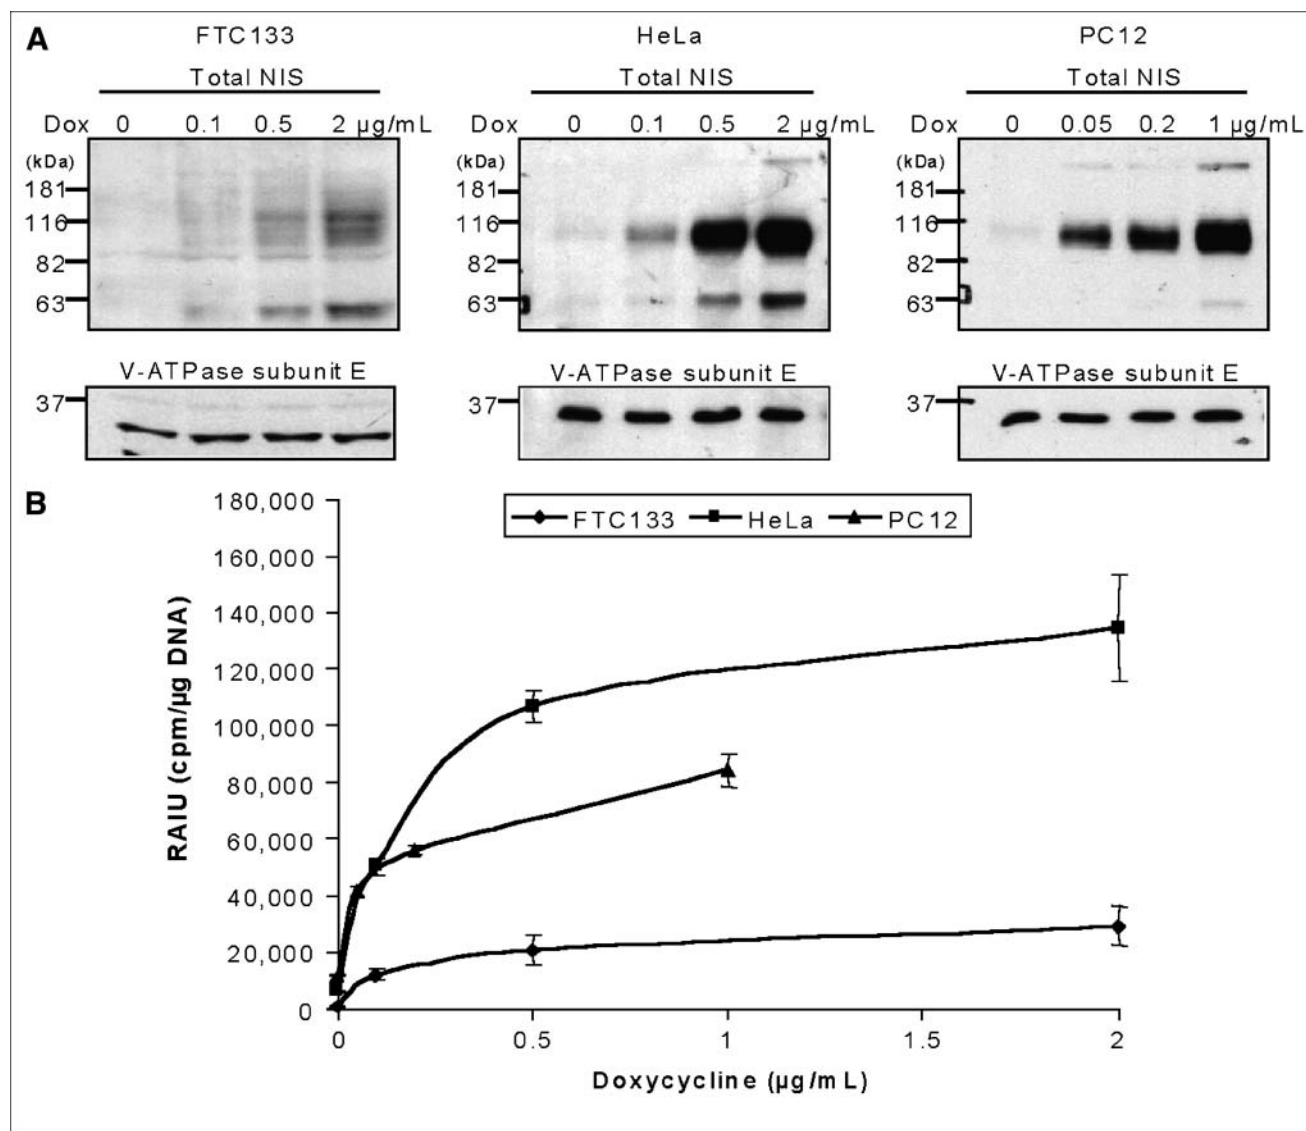 A
FTC133
HeLa
PC12
Total NIS
Total NIS
Total NIS
Dox 0 0.1 0.5 2 µg/mL
Dox 0 0.1 0.5 2 µg/mL
Dox 0 0.05 0.2 1 µg/mL
(kDa)
181
116
82
63
(kDa)
181
116
82
63
(kDa)
181
116
82
63
V-ATPase subunit E
V-ATPase subunit E
V-ATPase subunit E
37
37
37
B
FTC133 HeLa PC12
RAIU (cpm/µg DNA)
180,000
160,000
140,000
120,000
100,000
80,000
60,000
40,000
20,000
0
0 0.5 1 1.5 2
Doxycycline (µg/mL)